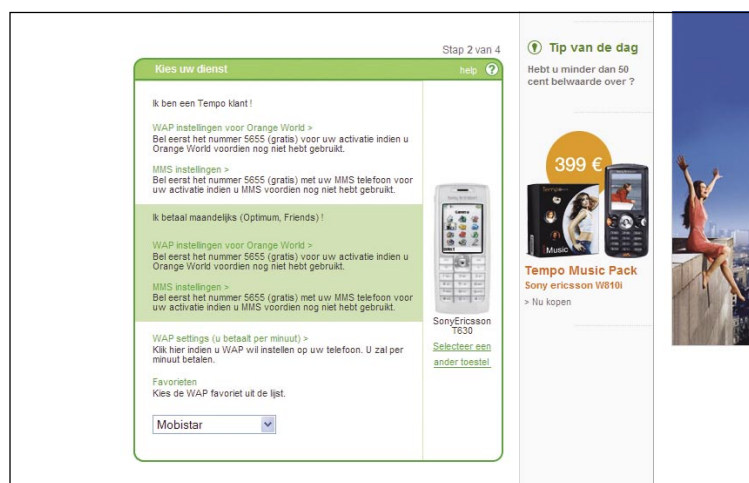 Stap 2 van 4
Kies uw dienst
help ?
Ik ben een Tempo klant !
WAP instellingen voor Orange World >
Bel eerst het nummer 5655 (gratis) voor uw activatie indien u
Orange World voordien nog niet hebt gebruikt.
MMS instellingen >
Bel eerst het nummer 5655 (gratis) met uw MMS telefoon voor
uw activatie indien u MMS voordien nog niet hebt gebruikt.
Ik betaal maandelijks (Optimum, Friends) !
WAP instellingen voor Orange World >
Bel eerst het nummer 5655 (gratis) voor uw activatie indien u
Orange World voordien nog niet hebt gebruikt.
MMS instellingen >
Bel eerst het nummer 5655 (gratis) met uw MMS telefoon voor
uw activatie indien u MMS voordien nog niet hebt gebruikt.
WAP settings (u betaalt per minuut) >
Klik hier indien u WAP wil instellen op uw telefoon. U zal per
minuut betalen.
Favorieten
Kies de WAP favoriet uit de lijst.
Mobistar
SonyEricsson
T630
Selecteer een
ander toestel
Tip van de dag
Hebt u minder dan 50
cent belwaarde over ?
399 €
Tempo
Music
Tempo Music Pack
Sony ericsson W810i
> Nu kopen